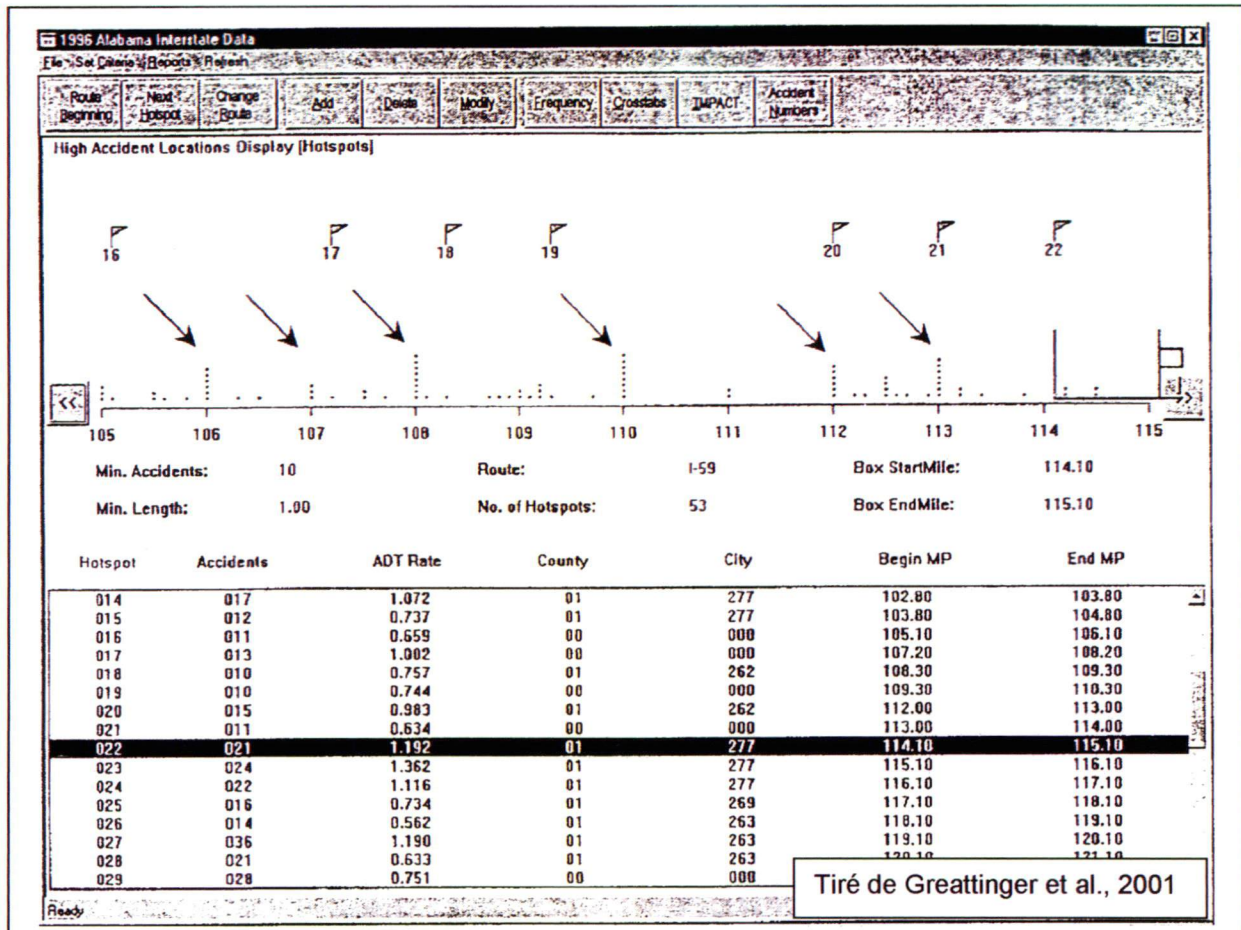 1996 Alabama Interstate Data
File Set Criteria Reports Refresh
Route Beginning Next Hotspot Change Route Add Delete Modify Frequency Crosstabs IMPACT Accident Numbers
High Accident Locations Display [Hotspots]
16 17 18 19 20 21 22
<< >>
105 106 107 108 109 110 111 112 113 114 115
Min. Accidents: 10 Route: I-59 Box StartMile: 114.10
Min. Length: 1.00 No. of Hotspots: 53 Box EndMile: 115.10
Hotspot Accidents ADT Rate County City Begin MP End MP
014 017 1.072 01 277 102.80 103.80
015 012 0.737 01 277 103.80 104.80
016 011 0.659 00 000 105.10 106.10
017 013 1.002 00 000 107.20 108.20
018 010 0.757 01 262 108.30 109.30
019 010 0.744 00 000 109.30 110.30
020 015 0.983 01 262 112.00 113.00
021 011 0.634 00 000 113.00 114.00
022 021 1.192 01 277 114.10 115.10
023 024 1.362 01 277 115.10 116.10
024 022 1.116 01 277 116.10 117.10
025 016 0.734 01 269 117.10 118.10
026 014 0.562 01 263 118.10 119.10
027 036 1.190 01 263 119.10 120.10
028 021 0.633 01 263 120.10 121.10
029 028 0.751 00 000
Tiré de Greattinger et al., 2001
Ready